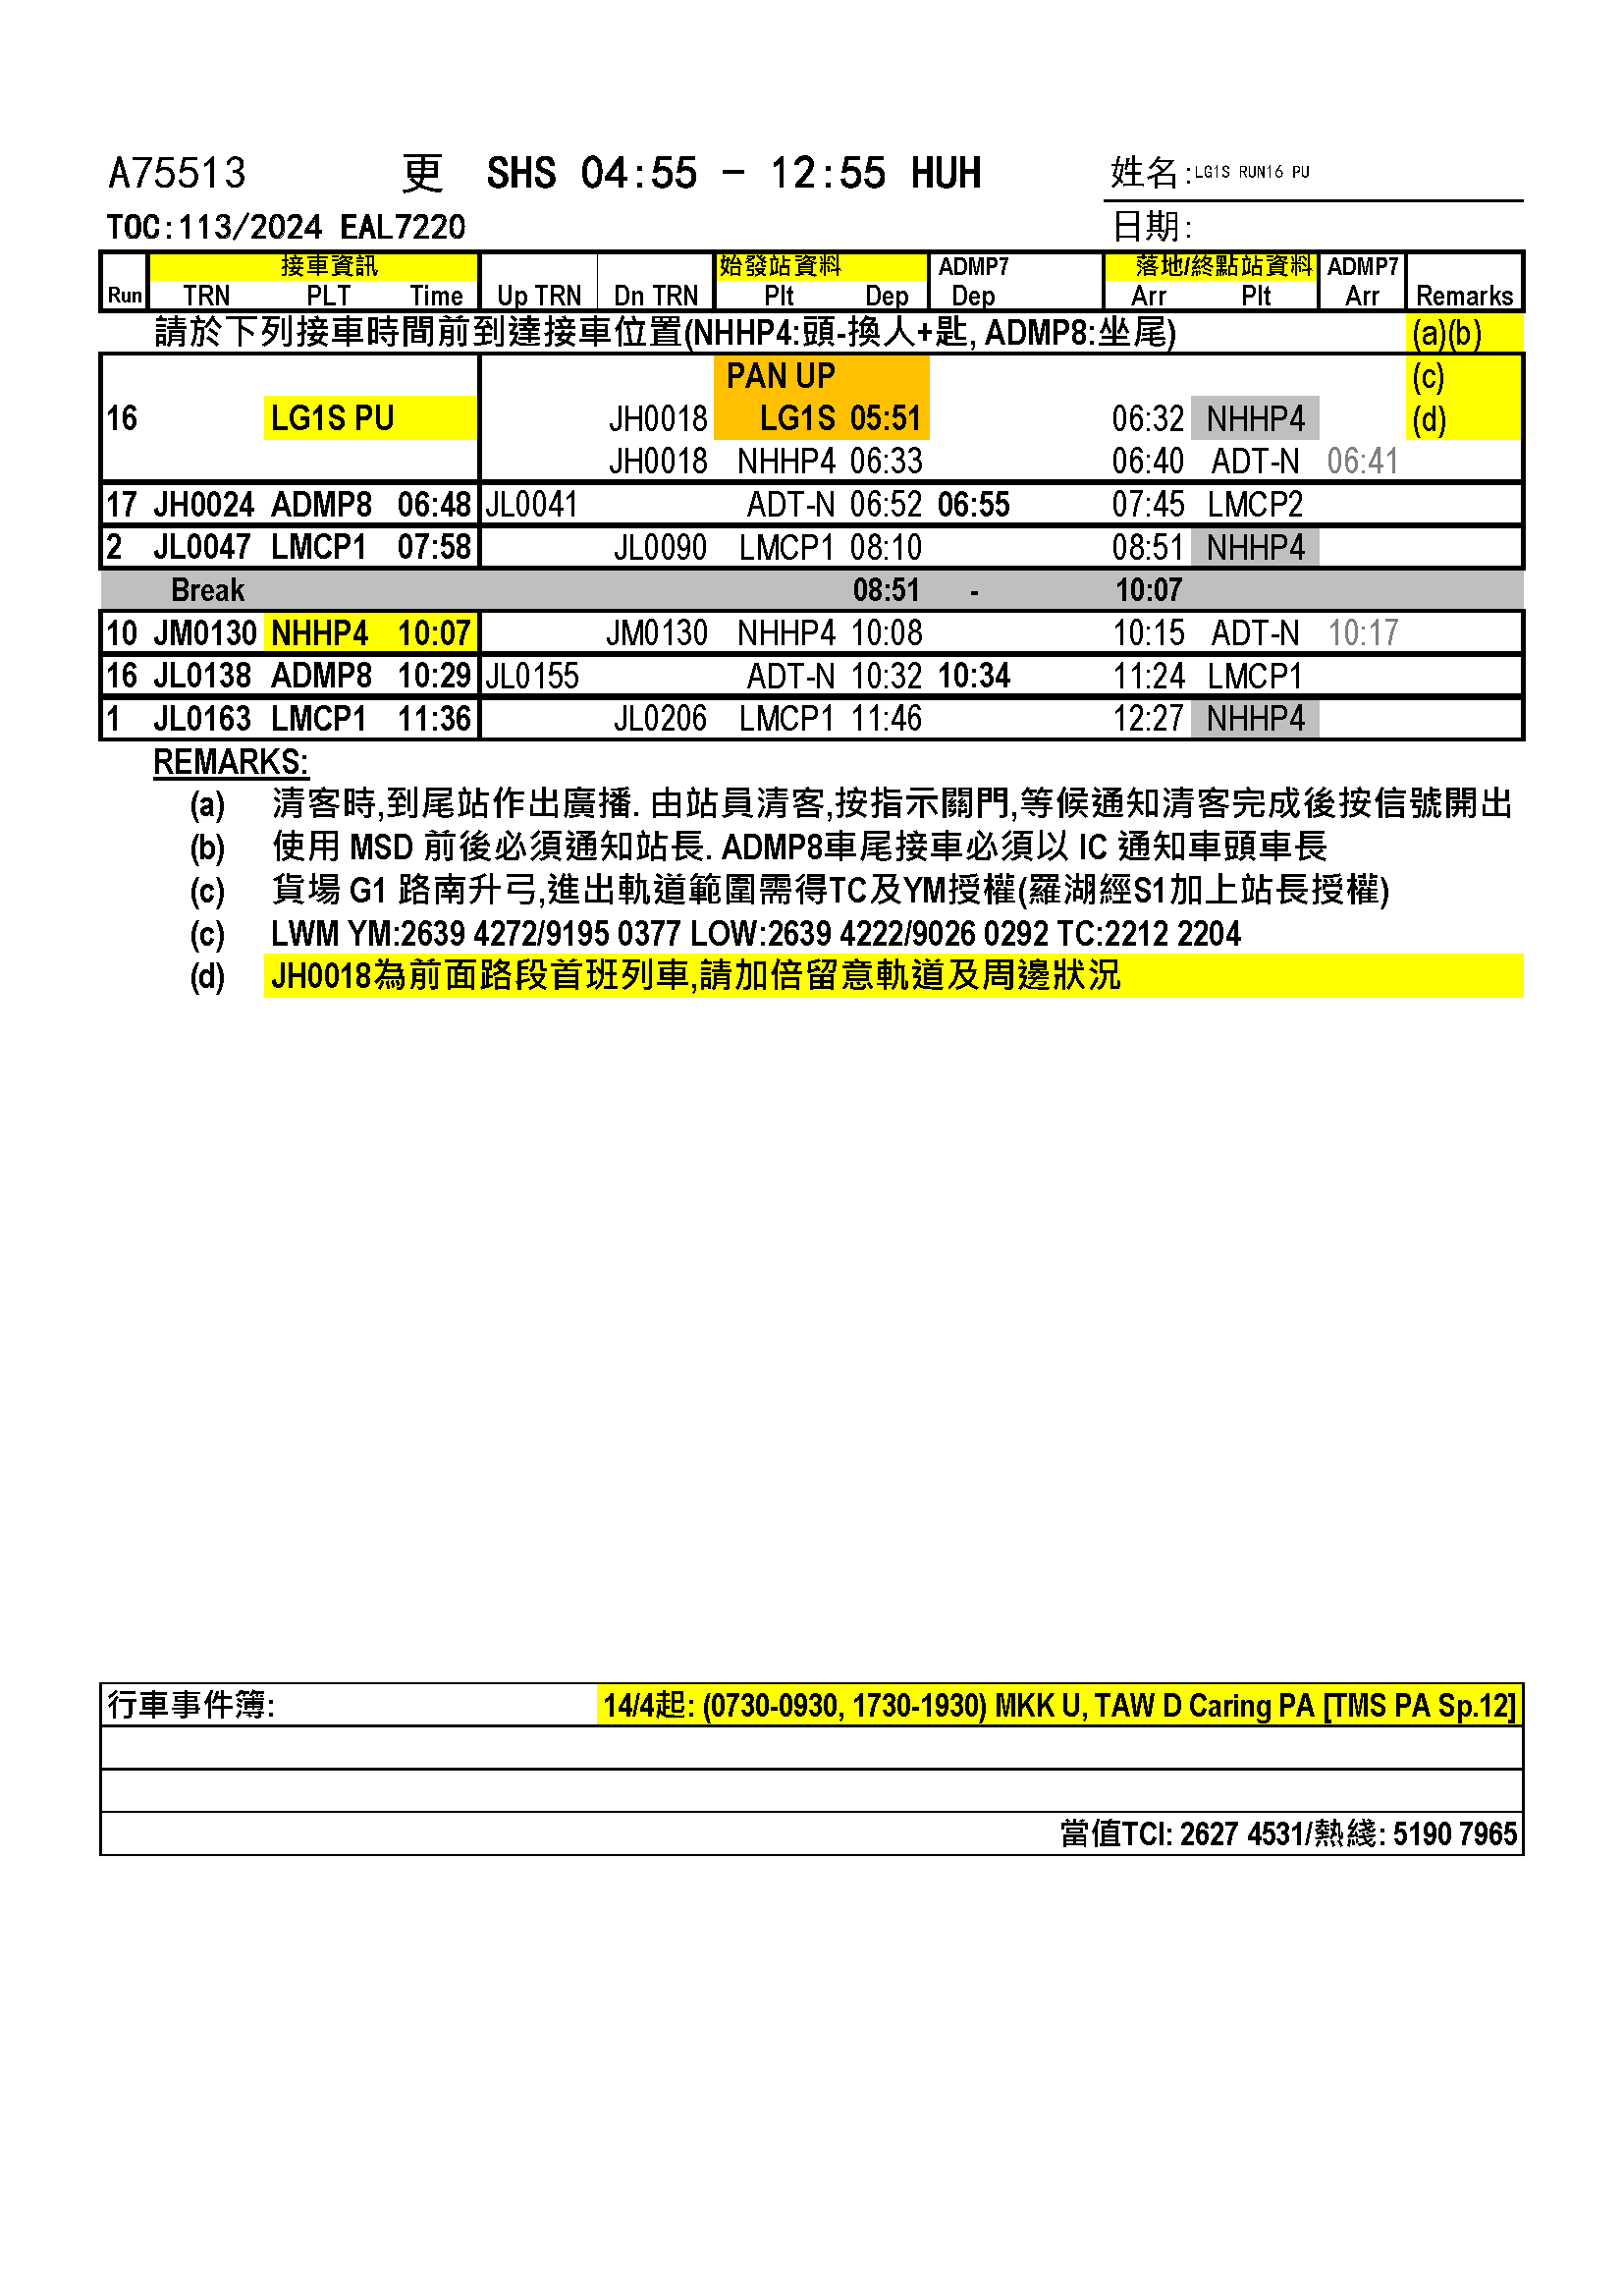 A75513 更 SHS 04:55 - 12:55 HUH 姓名:LG1S RUN16 PU
TOC:113/2024 EAL7220 日期:
接車資訊 始發站資料 ADMP7 落地/終點站資料 ADMP7
Run TRN PLT Time Up TRN Dn TRN Plt Dep Dep Arr Plt Arr Remarks
請於下列接車時間前到達接車位置(NHHP4:頭-換人+匙, ADMP8:坐尾) (a)(b)
PAN UP (c)
16 LG1S PU JH0018 LG1S 05:51 06:32 NHHP4 (d)
JH0018 NHHP4 06:33 06:40 ADT-N 06:41
17 JH0024 ADMP8 06:48 JL0041 ADT-N 06:52 06:55 07:45 LMCP2
2 JL0047 LMCP1 07:58 JL0090 LMCP1 08:10 08:51 NHHP4
Break 08:51 - 10:07
10 JM0130 NHHP4 10:07 JM0130 NHHP4 10:08 10:15 ADT-N 10:17
16 JL0138 ADMP8 10:29 JL0155 ADT-N 10:32 10:34 11:24 LMCP1
1 JL0163 LMCP1 11:36 JL0206 LMCP1 11:46 12:27 NHHP4
REMARKS:
(a) 清客時,到尾站作出廣播. 由站員清客,按指示關門,等候通知清客完成後按信號開出
(b) 使用 MSD 前後必須通知站長. ADMP8車尾接車必須以 IC 通知車頭車長
(c) 貨場 G1 路南升弓,進出軌道範圍需得TC及YM授權(羅湖經S1加上站長授權)
(c) LWM YM:2639 4272/9195 0377 LOW:2639 4222/9026 0292 TC:2212 2204
(d) JH0018為前面路段首班列車,請加倍留意軌道及周邊狀況
行車事件簿: 14/4起: (0730-0930, 1730-1930) MKK U, TAW D Caring PA [TMS PA Sp.12]
當值TCI: 2627 4531/熱綫: 5190 7965